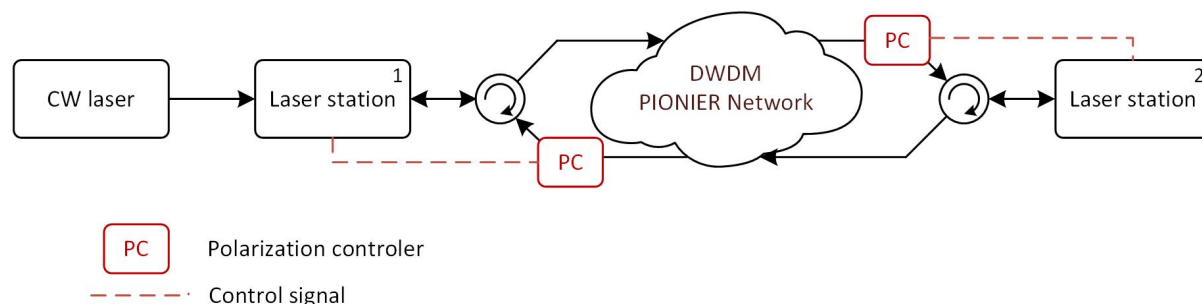 CW laser
Laser station
1
DWDM
PIONIER Network
PC
PC
Laser station
2
PC
Polarization controler
Control signal